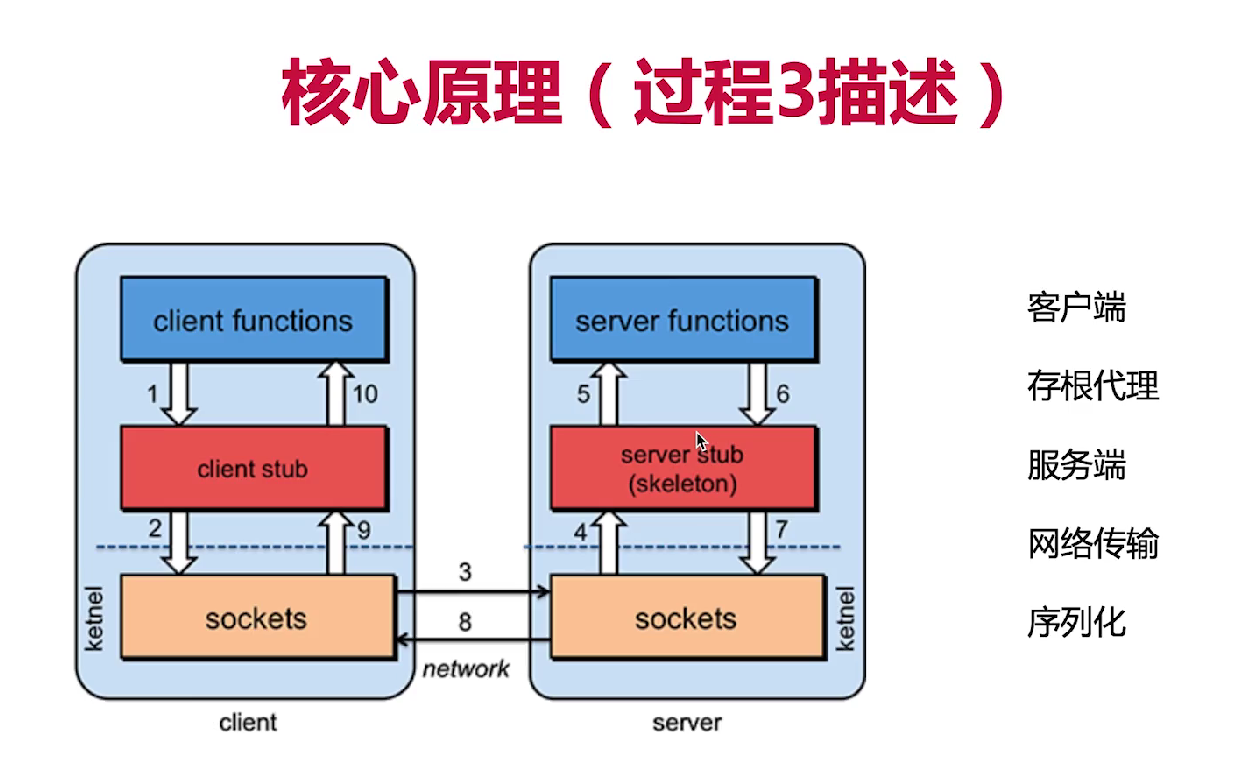 核心原理（过程3描述）
client functions
1
10
client stub
2
9
sockets
ketnel
client
3
8
network
server functions
5
6
server stub
(skeleton)
4
7
sockets
ketnel
server
客户端
存根代理
服务端
网络传输
序列化